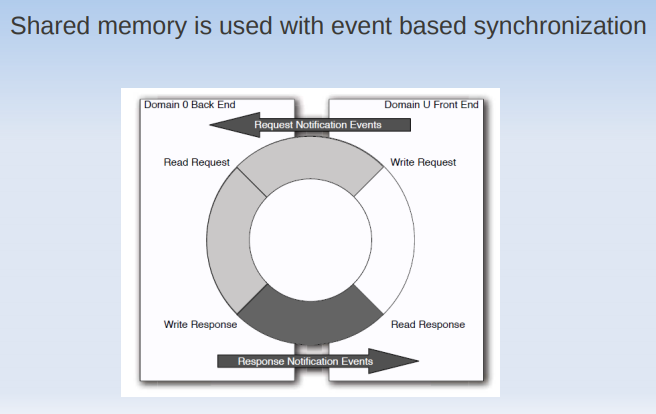 Shared memory is used with event based synchronization
Domain 0 Back End
Domain U Front End
Request Notification Events
Read Request
Write Request
Write Response
Read Response
Response Notification Events